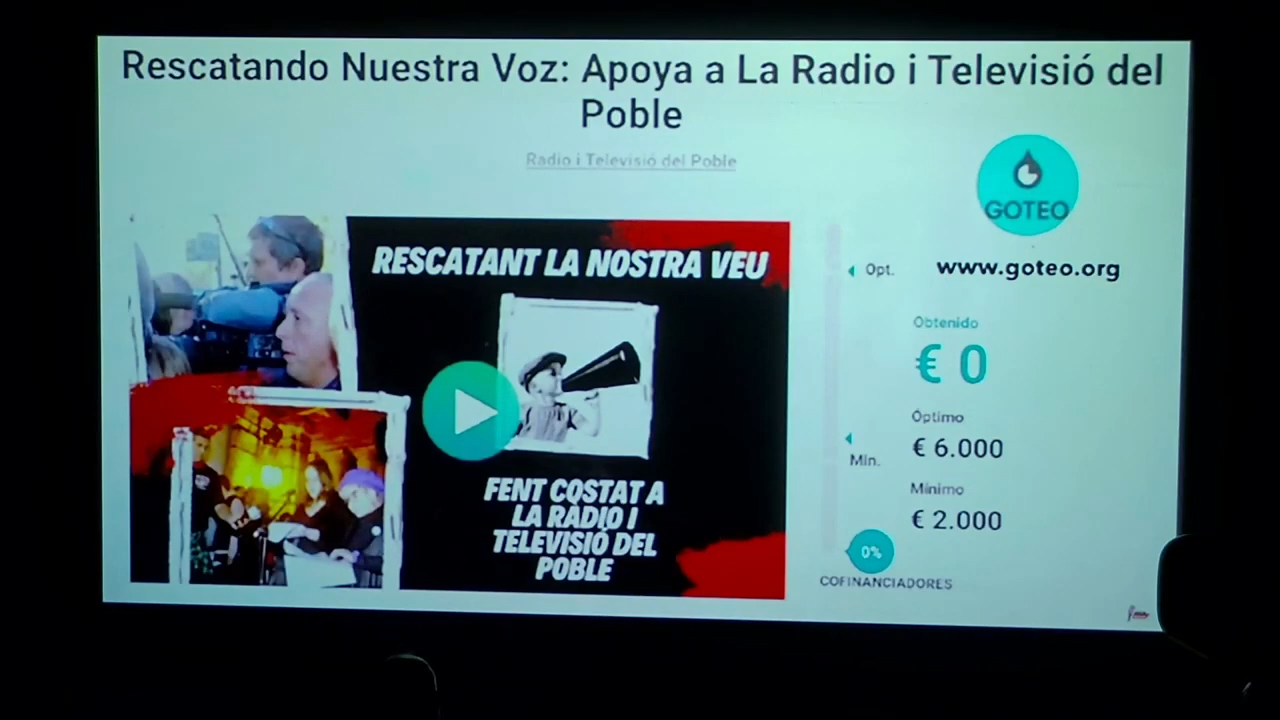 Rescatando Nuestra Voz: Apoya a La Radio i Televisió del
Poble
Radio i Televisió del Poble
GOTEO
www.goteo.org
RESCATANT LA NOSTRA VEU
FENT COSTAT A
LA RADIO I
TELEVISIÓ DEL
POBLE
Opt.
Obtenido
€ 0
Óptimo
€ 6.000
Min.
Mínimo
€ 2.000
0%
COFINANCIADORES